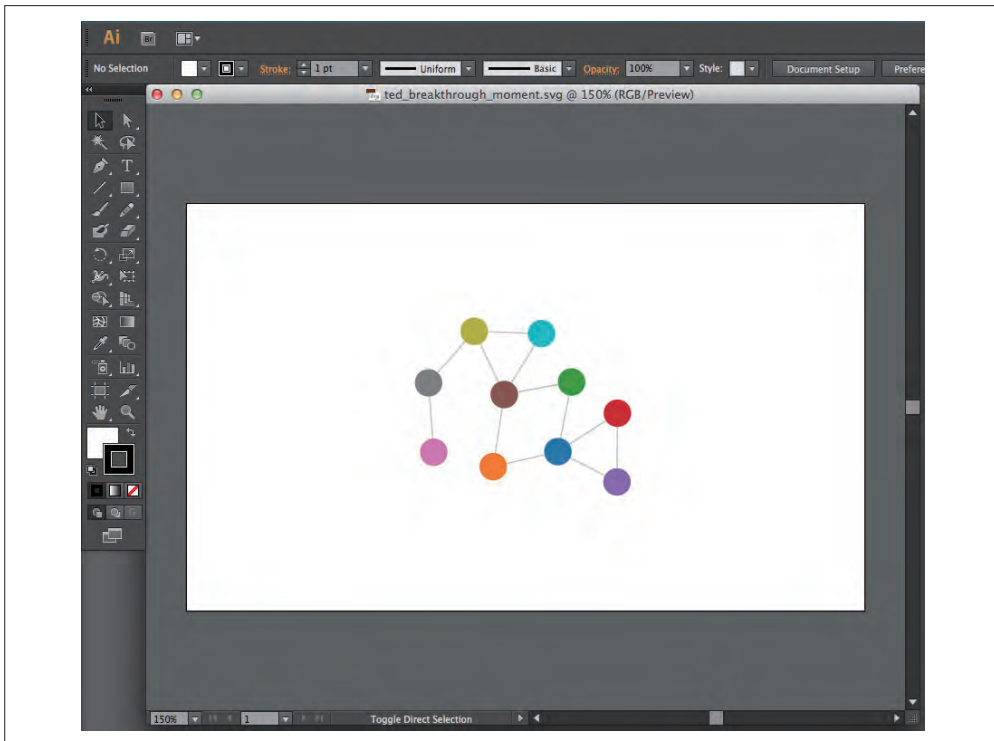 Ai Br
No Selection Stroke: 1 pt Uniform Basic Opacity: 100% Style: Document Setup Prefere
ted_breakthrough_moment.svg @ 150% (RGB/Preview)
T
150% 1 Toggle Direct Selection